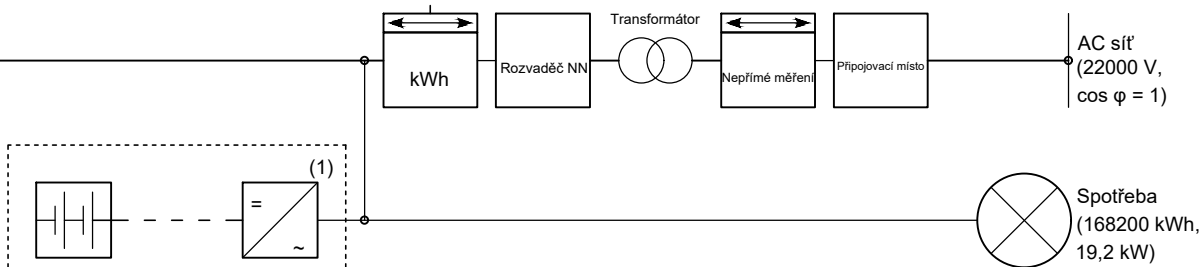 Transformátor
kWh
Rozvaděč NN
Nepřímé měření
Připojovací místo
AC síť
(22000 V,
cos φ = 1)
(1)
=
~
Spotřeba
(168200 kWh,
19,2 kW)